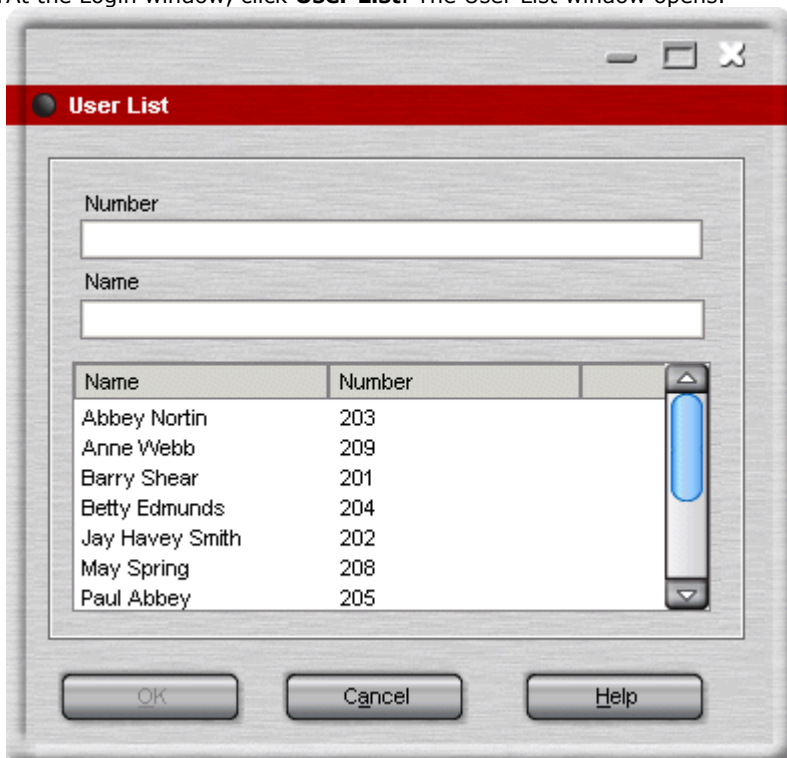 At the Login window, click User List. The User List window opens.
User List
Number
Name
Name Number
Abbey Nortin 203
Anne Webb 209
Barry Shear 201
Betty Edmunds 204
Jay Havey Smith 202
May Spring 208
Paul Abbey 205
OK Cancel Help